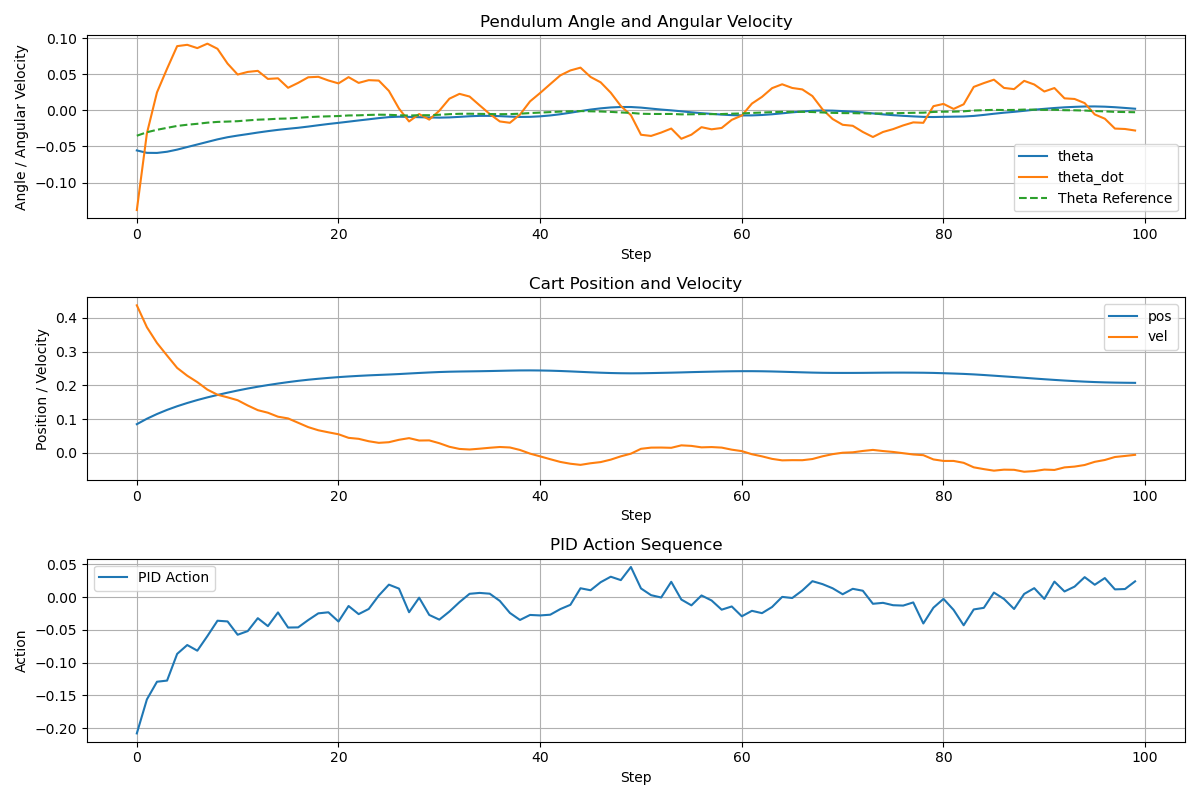 Pendulum Angle and Angular Velocity
Angle / Angular Velocity
0.10
0.05
0.00
−0.05
−0.10
theta
theta_dot
Theta Reference
0 20 40 60 80 100
Step
Cart Position and Velocity
Position / Velocity
0.4
0.3
0.2
0.1
0.0
pos
vel
0 20 40 60 80 100
Step
PID Action Sequence
Action
0.05
0.00
−0.05
−0.10
−0.15
−0.20
PID Action
0 20 40 60 80 100
Step